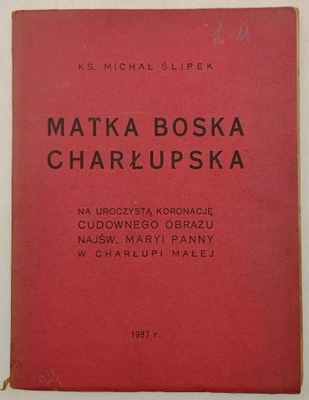 KS. MICHAŁ ŚLIPEK
MATKA BOSKA
CHARŁUPSKA
NA UROCZYSTĄ KORONACJĘ
CUDOWNEGO OBRAZU
NAJŚW. MARYI PANNY
W CHARŁUPI MAŁEJ
1937 r.